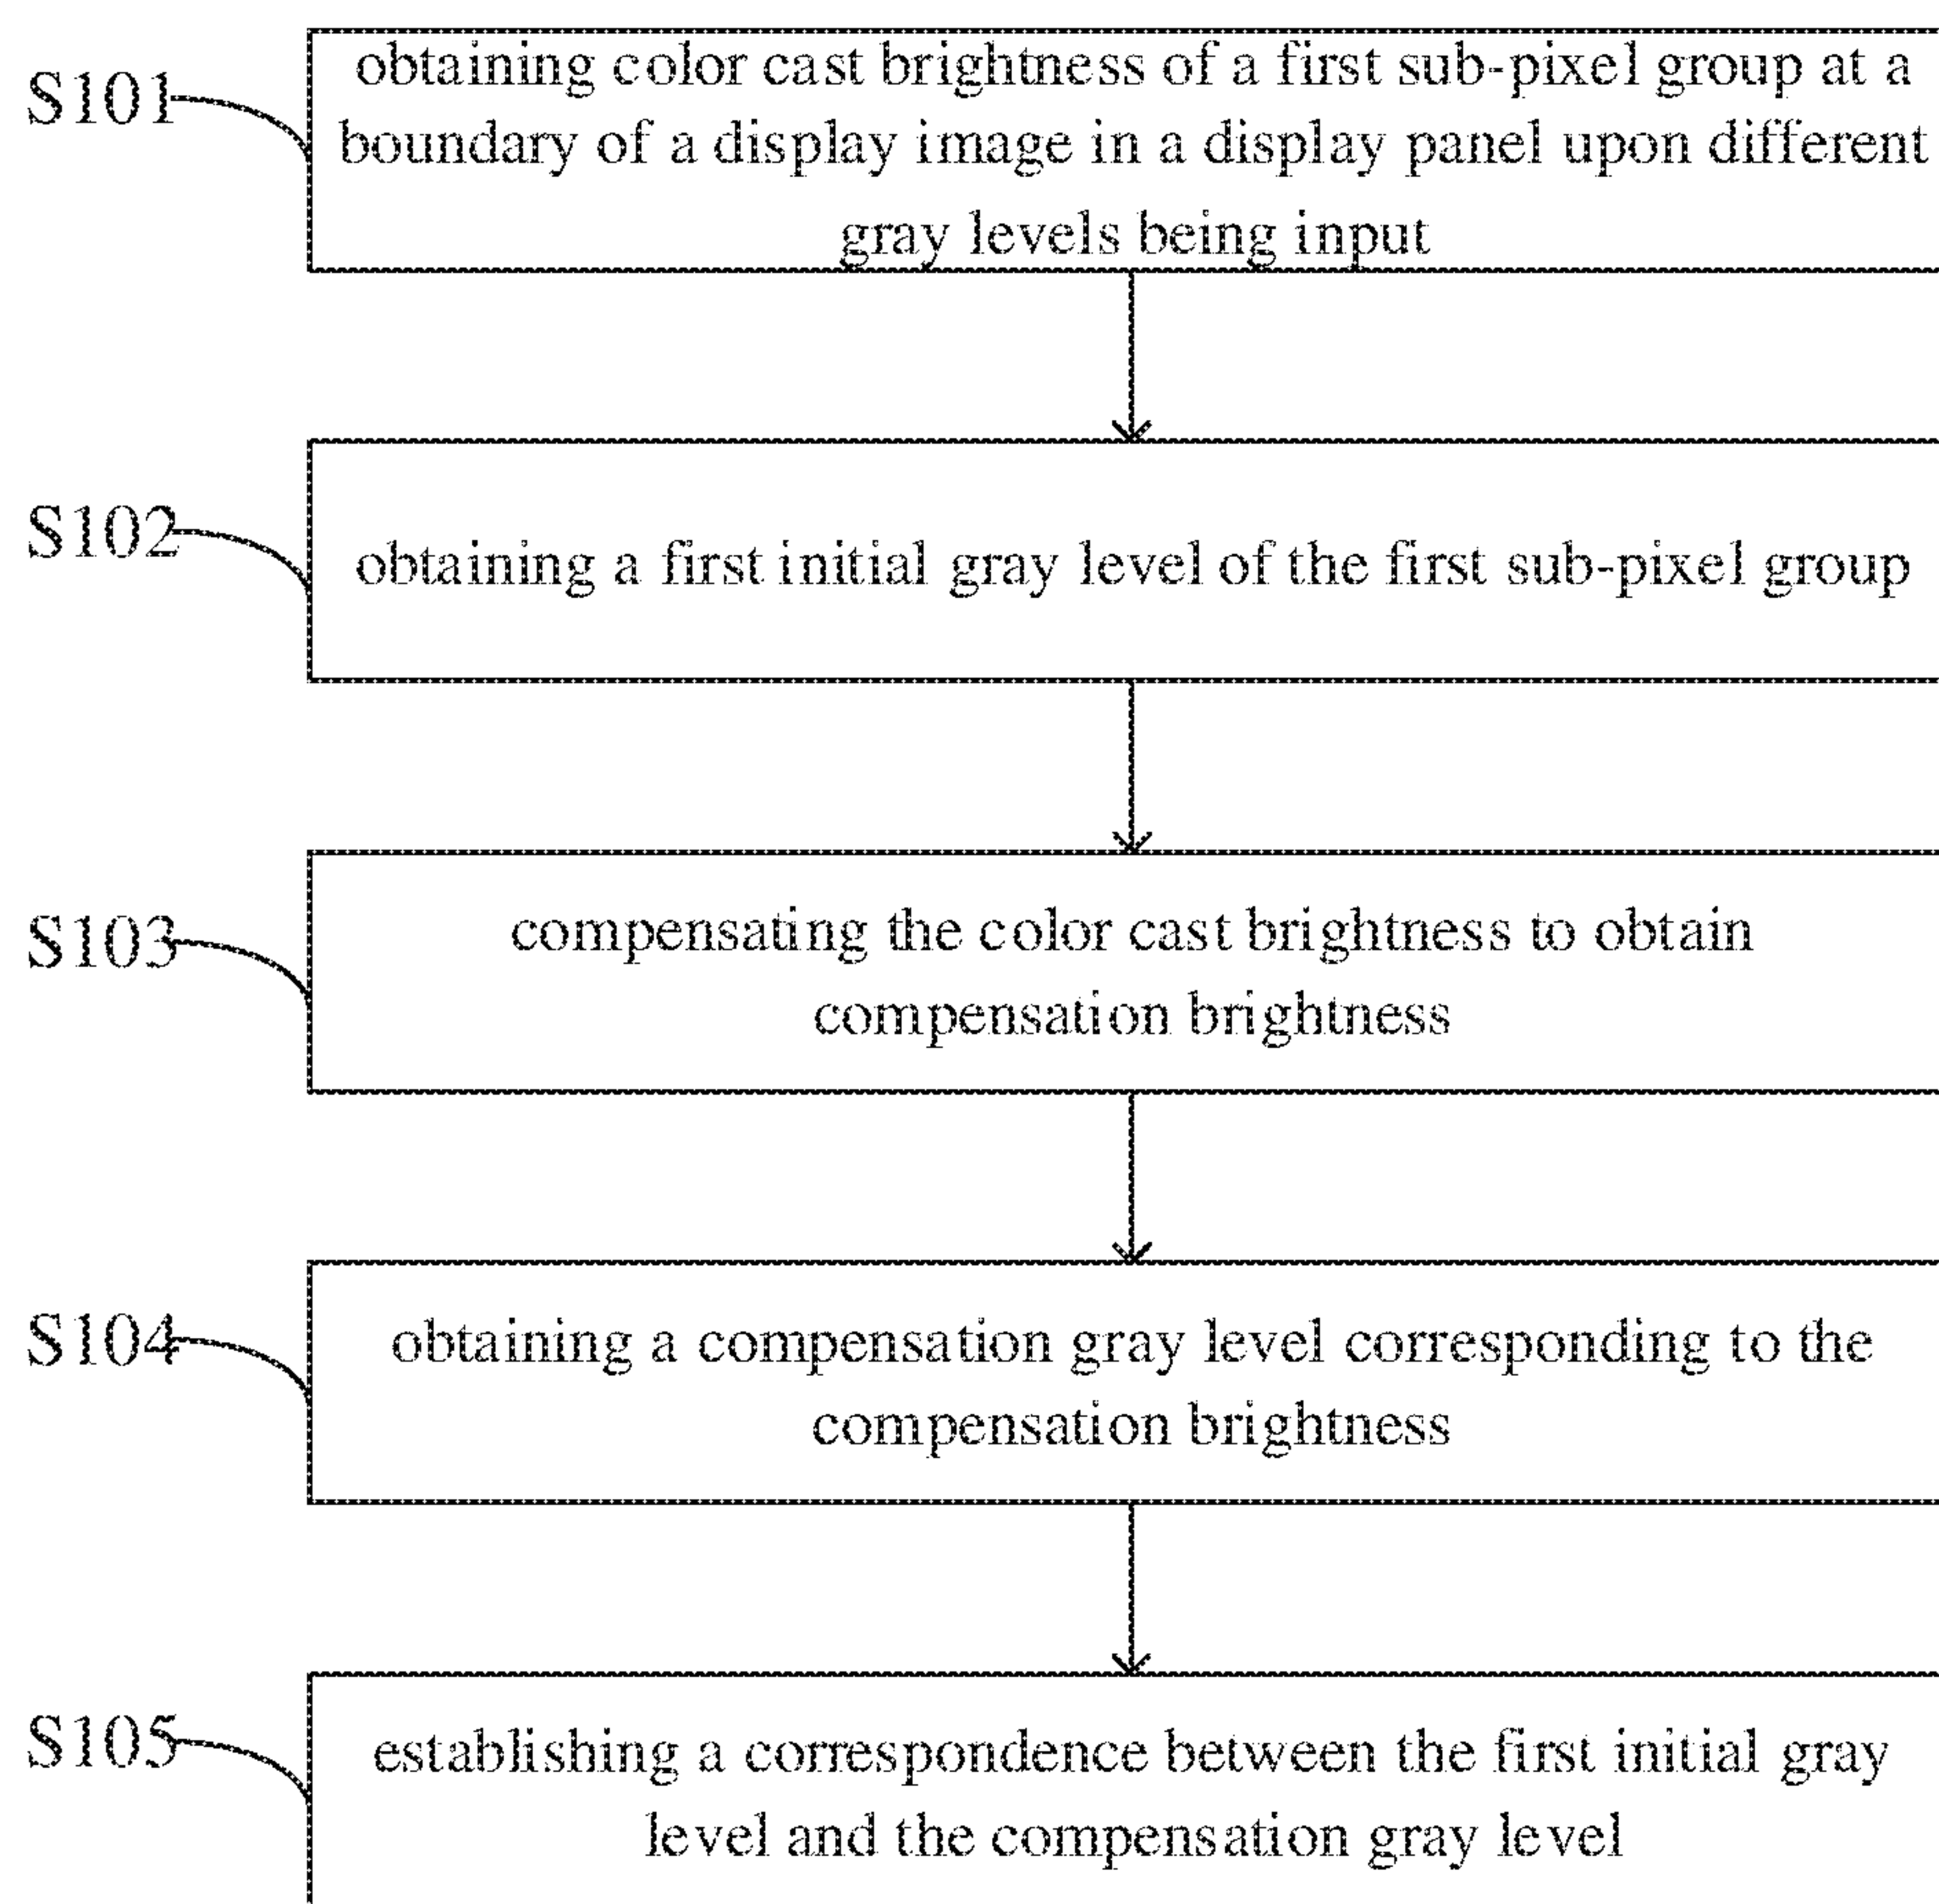 S101
obtaining color cast brightness of a first sub-pixel group at a
boundary of a display image in a display panel upon different
gray levels being input
S102
obtaining a first initial gray level of the first sub-pixel group
S103
compensating the color cast brightness to obtain
compensation brightness
S104
obtaining a compensation gray level corresponding to the
compensation brightness
S105
establishing a correspondence between the first initial gray
level and the compensation gray level